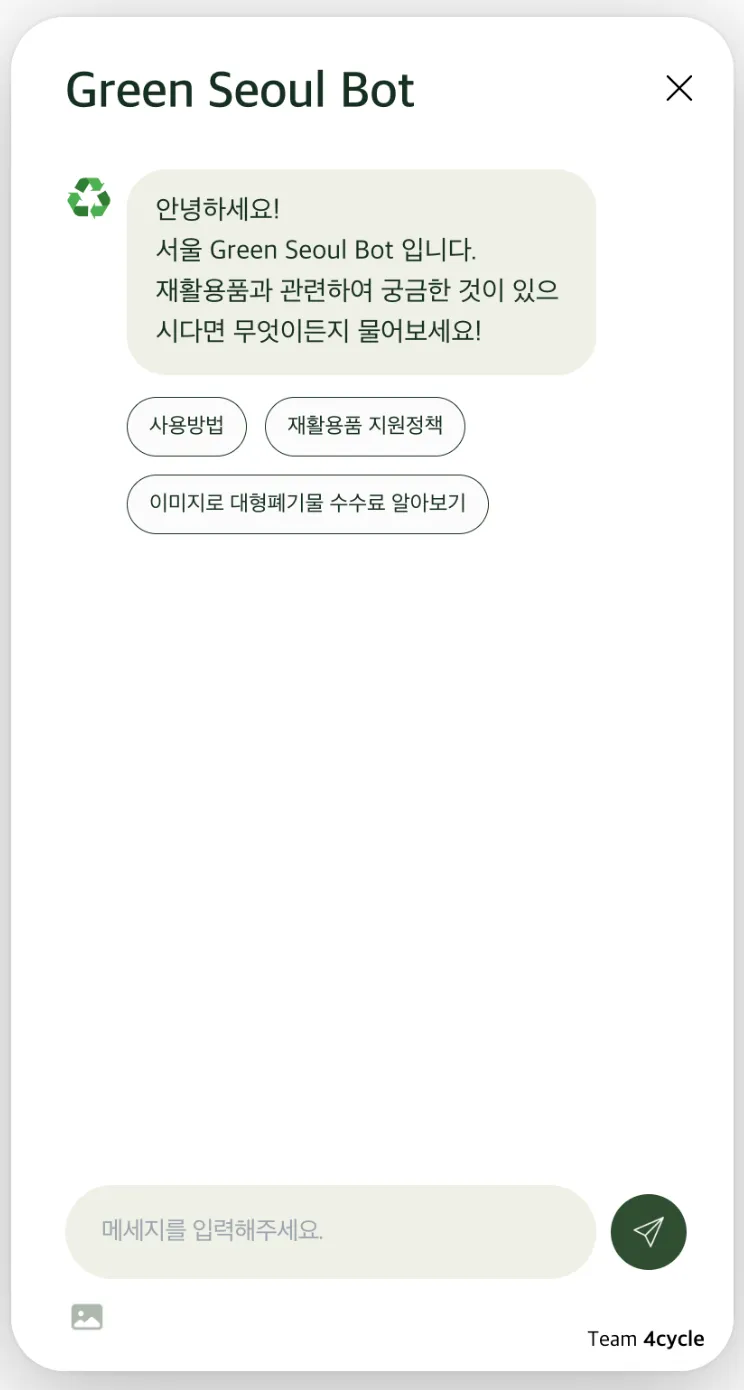 Green Seoul Bot
안녕하세요!
서울 Green Seoul Bot 입니다.
재활용품과 관련하여 궁금한 것이 있으
시다면 무엇이든지 물어보세요!
사용방법
재활용품 지원정책
이미지로 대형폐기물 수수료 알아보기
메세지를 입력해주세요.
Team 4cycle